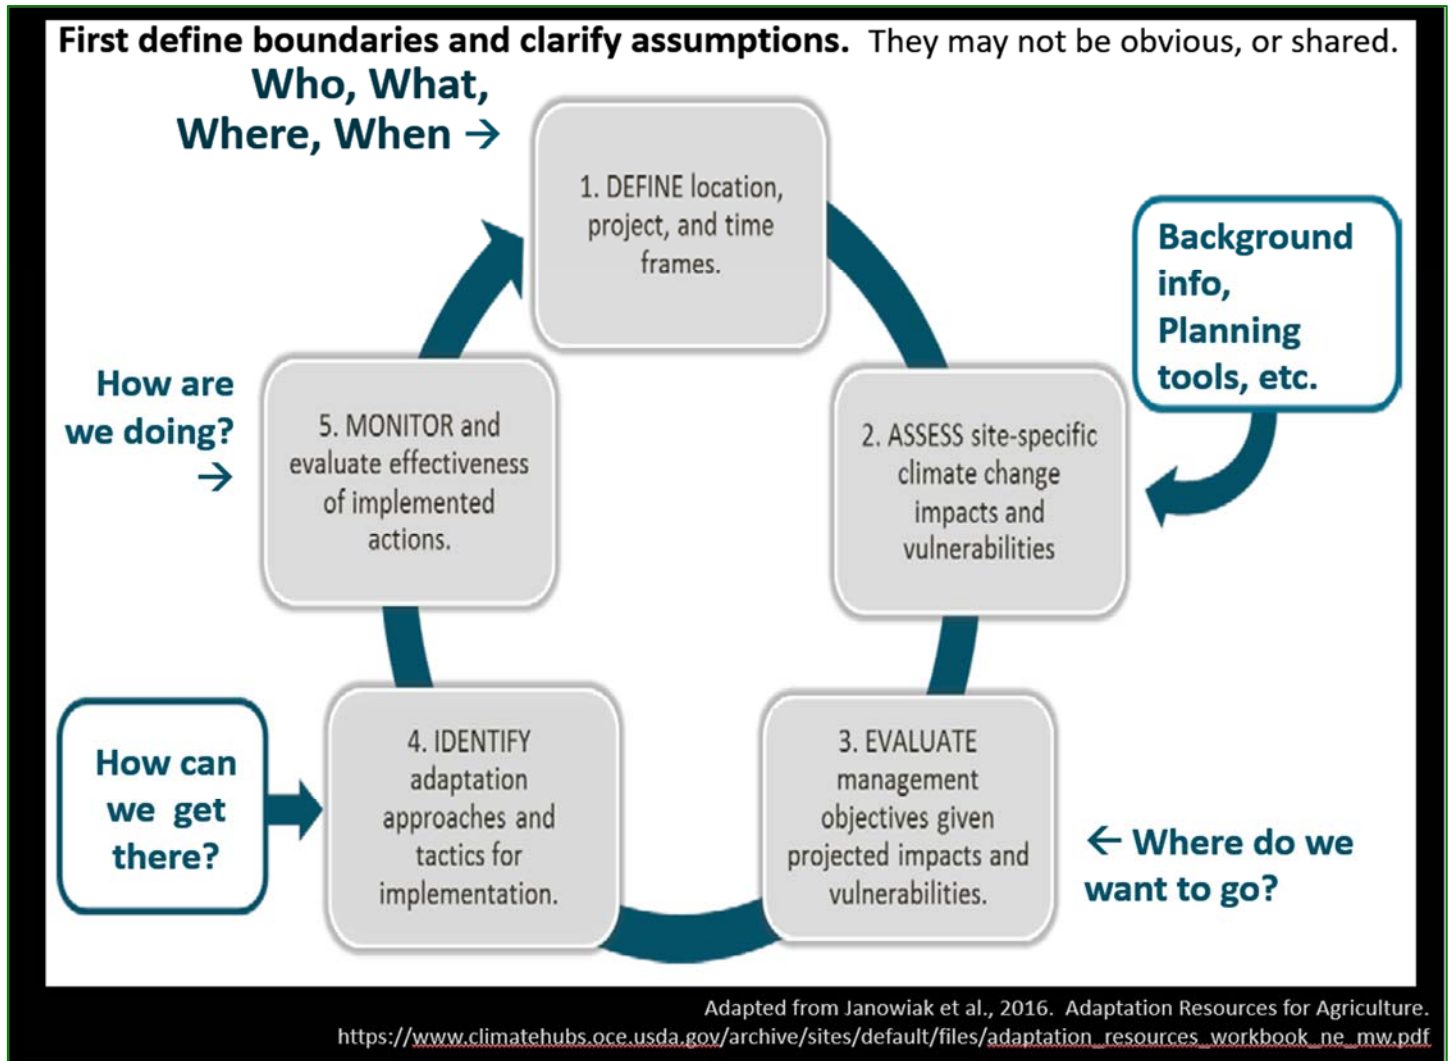 First define boundaries and clarify assumptions. They may not be obvious, or shared.
Who, What,
Where, When →
1. DEFINE location,
project, and time
frames.
Background
info,
Planning
tools, etc.
2. ASSESS site-specific
climate change
impacts and
vulnerabilities
← Where do we
want to go?
3. EVALUATE
management
objectives given
projected impacts and
vulnerabilities.
How can
we get
there?
4. IDENTIFY
adaptation
approaches and
tactics for
implementation.
How are
we doing?
→
5. MONITOR and
evaluate effectiveness
of implemented
actions.
Adapted from Janowiak et al., 2016. Adaptation Resources for Agriculture.
https://www.climatehubs.oce.usda.gov/archive/sites/default/files/adaptation_resources_workbook_ne_mw.pdf